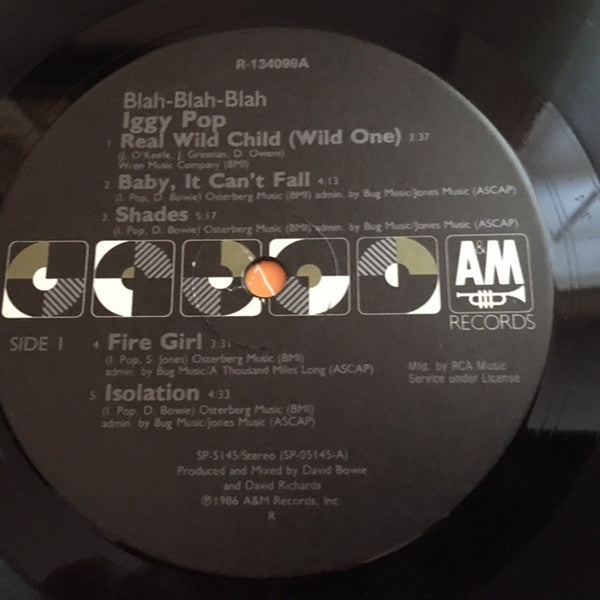 R-134099A
Blah-Blah-Blah
Iggy Pop
1 Real Wild Child (Wild One) 3:37
(J. O'Keefe, J. Greenan, D. Owens)
Wren Music Company (BMI)
2. Baby, It Can't Fall 4:13
(I. Pop, D. Bowie) Osterberg Music (BMI) admin. by Bug Music/Jones Music (ASCAP)
3. Shades 5:17
(I. Pop, D. Bowie) Osterberg Music (BMI) admin. by Bug Music/Jones Music (ASCAP)
A&M
RECORDS
SIDE 1
4. Fire Girl 3:31
(I. Pop, S. Jones) Osterberg Music (BMI)
admin. by Bug Music/A Thousand Miles Long (ASCAP)
Mfg. by RCA Music
Service under License
5. Isolation 4:33
(I. Pop, D. Bowie) Osterberg Music (BMI)
admin. by Bug Music/Jones Music (ASCAP)
SP-5145/Stereo (SP-05145-A)
Produced and Mixed by David Bowie
and David Richards
℗1986 A&M Records, Inc.
R